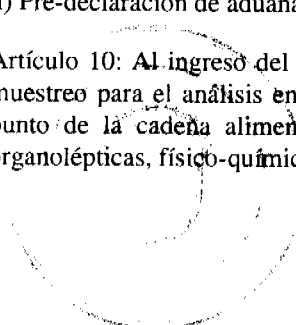 ) Pre-declaración de aduana
Artículo 10: Al ingreso del
muestreo para el análisis en
punto de la cadena alimen
organolépticas, físico-químic